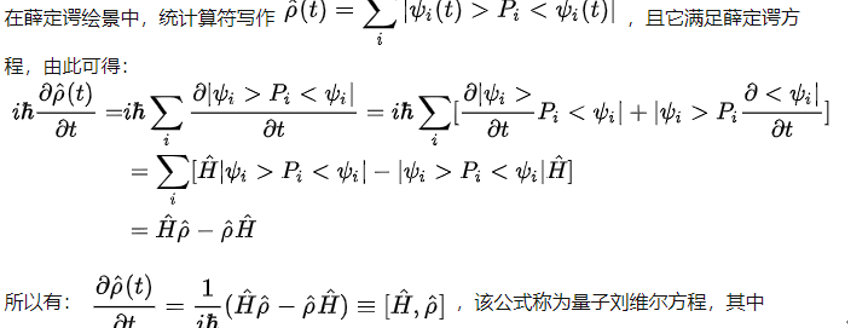 在薛定谔绘景中，统计算符写作 $\hat{\rho}(t) = \sum_i |\psi_i(t) > P_i < \psi_i(t)|$ ，且它满足薛定谔方
程，由此可得：
$i\hbar\frac{\partial\hat{\rho}(t)}{\partial t} = i\hbar\sum_i \frac{\partial|\psi_i > P_i < \psi_i|}{\partial t} = i\hbar\sum_i [\frac{\partial|\psi_i >}{\partial t} P_i < \psi_i| + |\psi_i > P_i \frac{\partial < \psi_i|}{\partial t}]$
$= \sum_i [\hat{H}|\psi_i > P_i < \psi_i| - |\psi_i > P_i < \psi_i|\hat{H}]$
$= \hat{H}\hat{\rho} - \hat{\rho}\hat{H}$
所以有： $\frac{\partial\hat{\rho}(t)}{\partial t} = \frac{1}{i\hbar}(\hat{H}\hat{\rho} - \hat{\rho}\hat{H}) \equiv [\hat{H}, \hat{\rho}]$ ，该公式称为量子刘维尔方程，其中